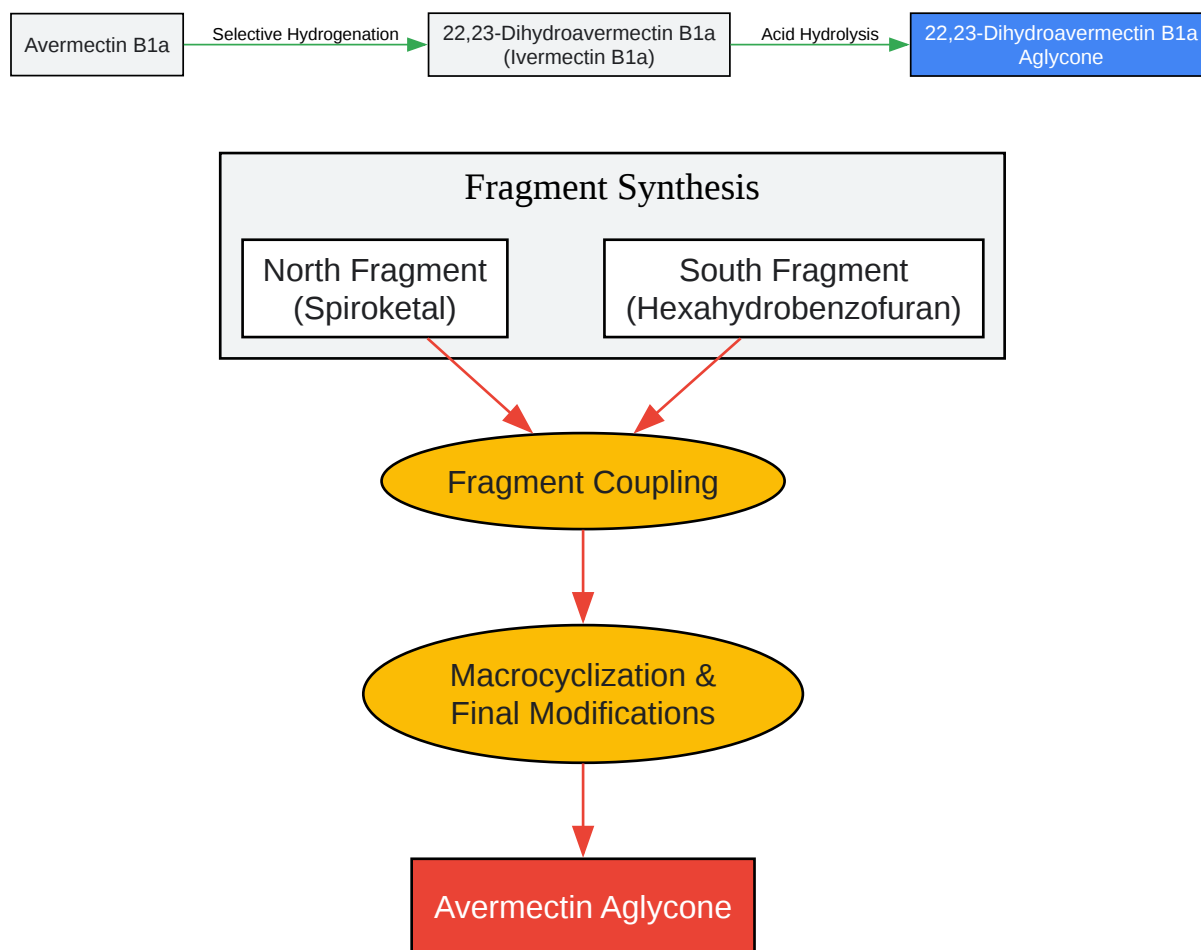 Avermectin B1a
Selective Hydrogenation
22,23-Dihydroavermectin B1a
(Ivermectin B1a)
Acid Hydrolysis
22,23-Dihydroavermectin B1a
Aglycone
Fragment Synthesis
North Fragment
(Spiroketal)
South Fragment
(Hexahydrobenzofuran)
Fragment Coupling
Macrocyclization &
Final Modifications
Avermectin Aglycone